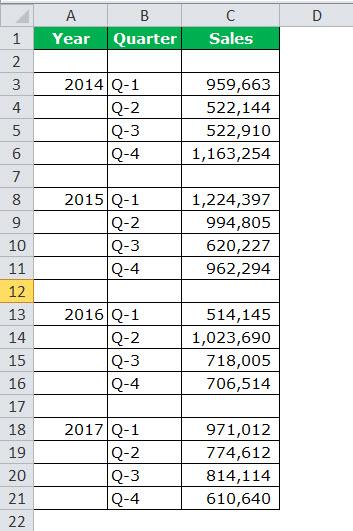 A B C D
1 Year Quarter Sales
2
3 2014 Q-1 959,663
4 Q-2 522,144
5 Q-3 522,910
6 Q-4 1,163,254
7
8 2015 Q-1 1,224,397
9 Q-2 994,805
10 Q-3 620,227
11 Q-4 962,294
12
13 2016 Q-1 514,145
14 Q-2 1,023,690
15 Q-3 718,005
16 Q-4 706,514
17
18 2017 Q-1 971,012
19 Q-2 774,612
20 Q-3 814,114
21 Q-4 610,640
22